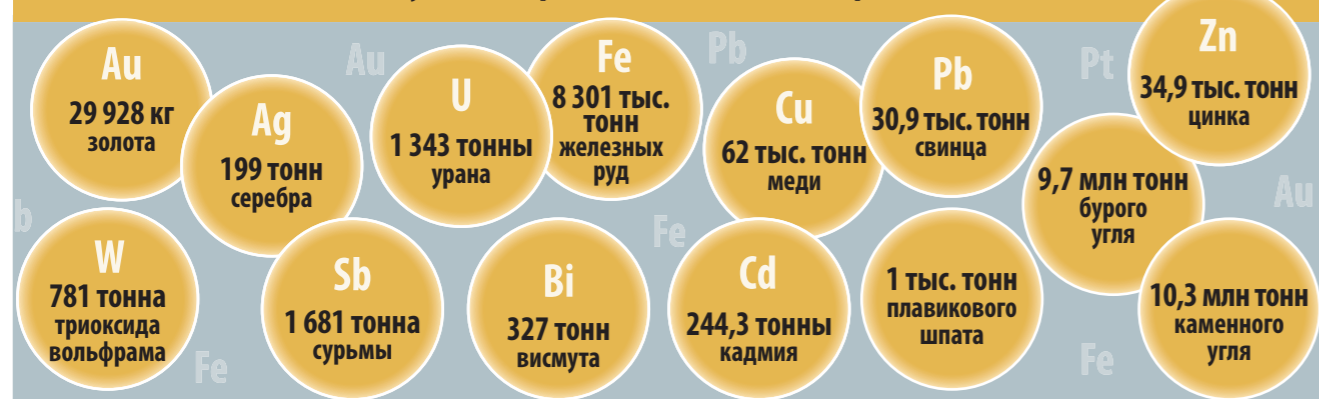 Au
29 928 кг
золота
Ag
199 тонн
серебра
U
1 343 тонны
урана
Fe
8 301 тыс.
тонн
железных
руд
Cu
62 тыс. тонн
меди
Pb
30,9 тыс. тонн
свинца
Zn
34,9 тыс. тонн
цинка
9,7 млн тонн
бурого
угля
W
781 тонна
триоксида
вольфрама
Sb
1 681 тонна
сурьмы
Bi
327 тонн
висмута
Cd
244,3 тонны
кадмия
1 тыс. тонн
плавикового
шпата
10,3 млн тонн
каменного
угля
Au
Pb
Pt
Au
b
Fe
Fe
Fe